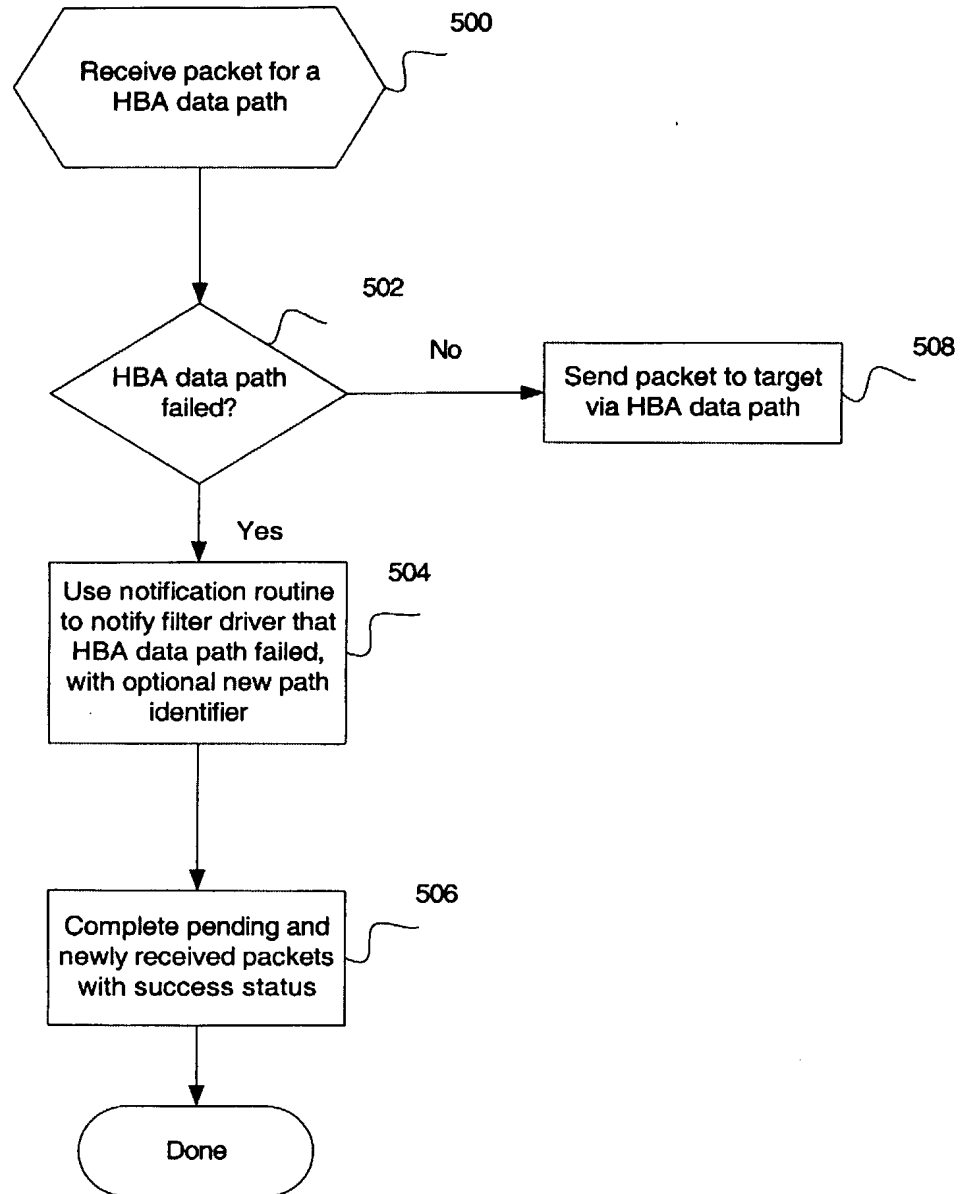 500
Receive packet for a
HBA data path
502
HBA data path
failed?
No
508
Send packet to target
via HBA data path
Yes
504
Use notification routine
to notify filter driver that
HBA data path failed,
with optional new path
identifier
506
Complete pending and
newly received packets
with success status
Done